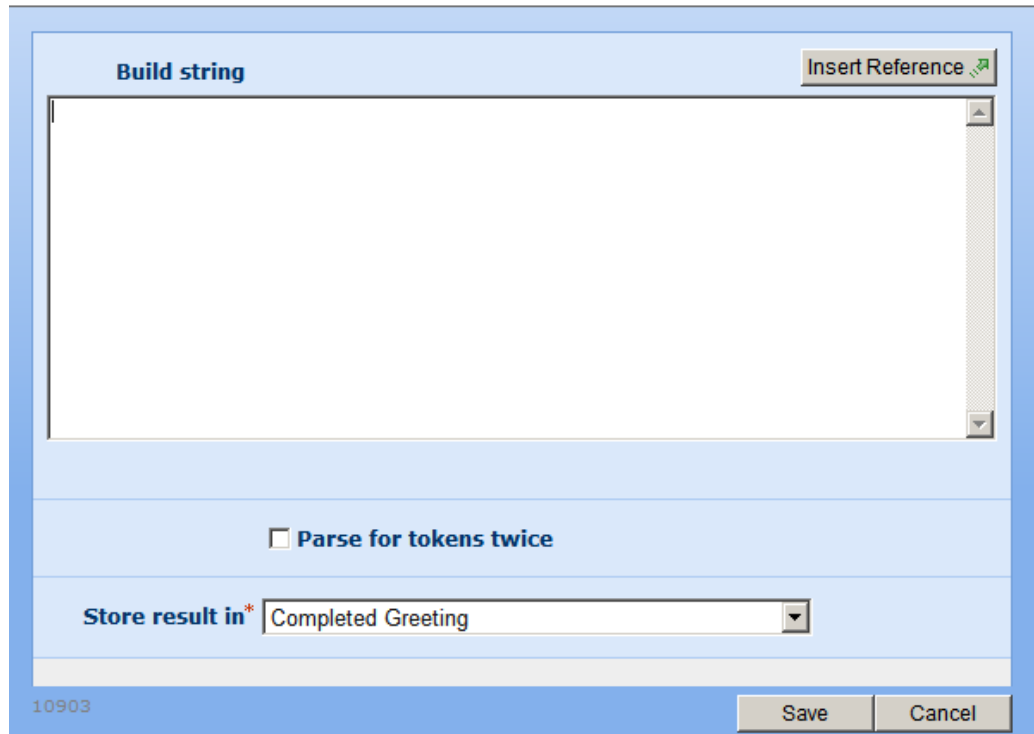 Build string
Insert Reference
Parse for tokens twice
Store result in* Completed Greeting
10903
Save
Cancel